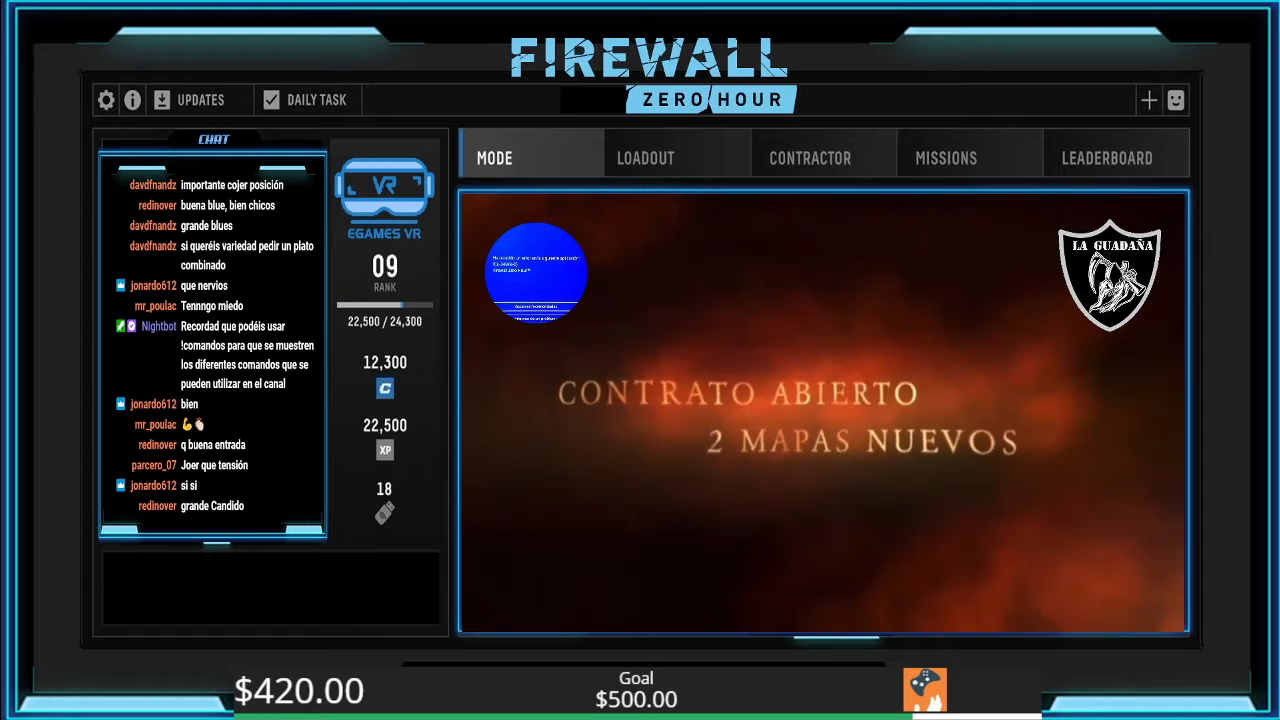 FIREWALL
ZERO HOUR
UPDATES
DAILY TASK
CHAT
davdfnandz importante cojer posición
redinover buena blue, bien chicos
davdfnandz grande blues
davdfnandz si queréis variedad pedir un plato
combinado
jonardo612 que nervios
mr_poulac Tennngo miedo
Nightbot Recordad que podéis usar
!comandos para que se muestren
los diferentes comandos que se
pueden utilizar en el canal
jonardo612 bien
mr_poulac 💪🏻
redinover q buena entrada
parcero_07 Joer que tensión
jonardo612 si si
redinover grande Candido
VR
EGAMES VR
09
RANK
22,500 / 24,300
12,300
C
22,500
XP
18
MODE
LOADOUT
CONTRACTOR
MISSIONS
LEADERBOARD
LA GUADAÑA
CONTRATO ABIERTO
2 MAPAS NUEVOS
$420.00
Goal
$500.00